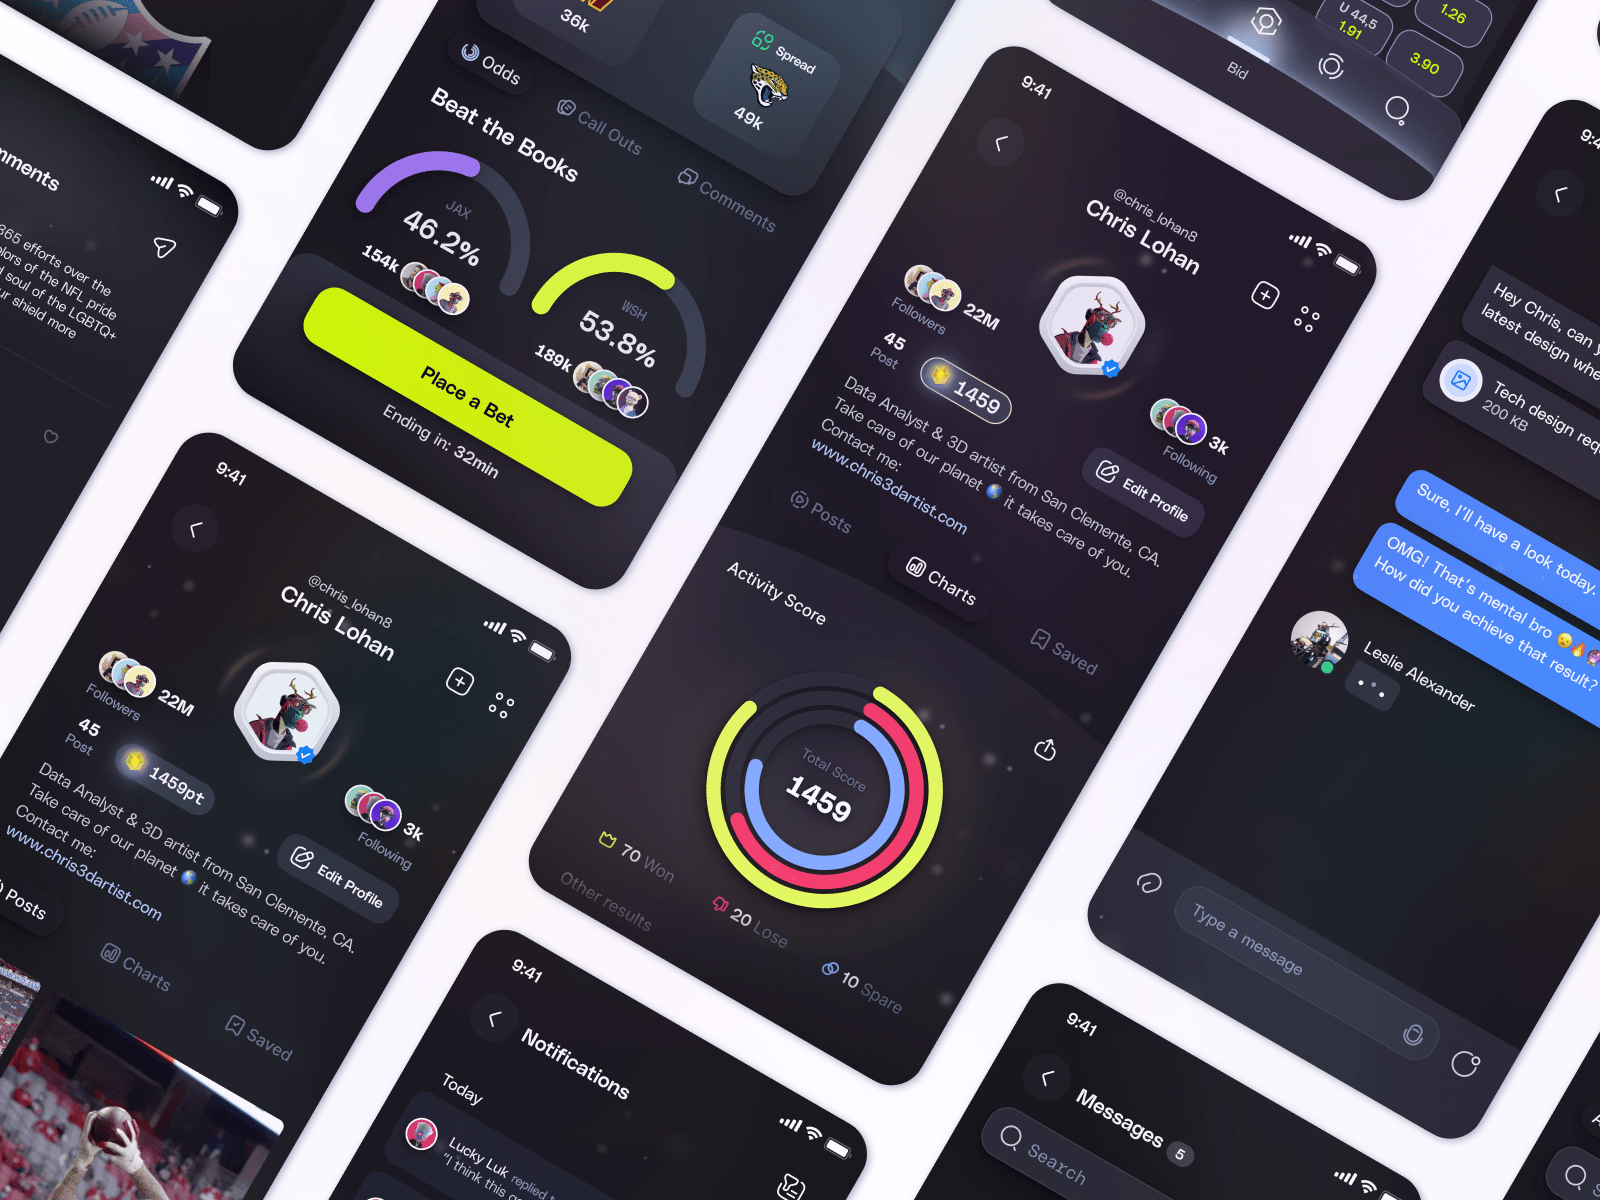 mments
365 efforts over the
olors of the NFL pride
d soul of the LGBTQ+
ur shield more
36k
Spread
49k
Odds
Call Outs
Comments
Beat the Books
JAX
46.2%
154k
WSH
53.8%
189k
Place a Bet
Ending in: 32min
U 44,5
1.91
1.26
3.90
Bid
9:41
@chris_lohan8
Chris Lohan
22M
Followers
45
Post
1459
3k
Following
Data Analyst & 3D artist from San Clemente, CA.
Take care of our planet 🌎 it takes care of you.
Contact me:
www.chris3dartist.com
Edit Profile
Posts
Charts
Saved
Activity Score
Total Score
1459
70 Won
20 Lose
10 Spare
Other results
9:41
@chris_lohan8
Chris Lohan
22M
Followers
45
Post
1459pt
3k
Following
Data Analyst & 3D artist from San Clemente, CA.
Take care of our planet 🌎 it takes care of you.
Contact me:
www.chris3dartist.com
Edit Profile
Posts
Charts
Saved
9:41
Notifications
Today
Lucky Luk replied t
"I think this g
9:4
Hey Chris, can y
latest design whe
Tech design req
200 KB
Sure, I'll have a look today.
OMG! That's mental bro 😥🔥🔮
How did you achieve that result?
Leslie Alexander
Type a message
9:41
Messages 5
Search
A
S